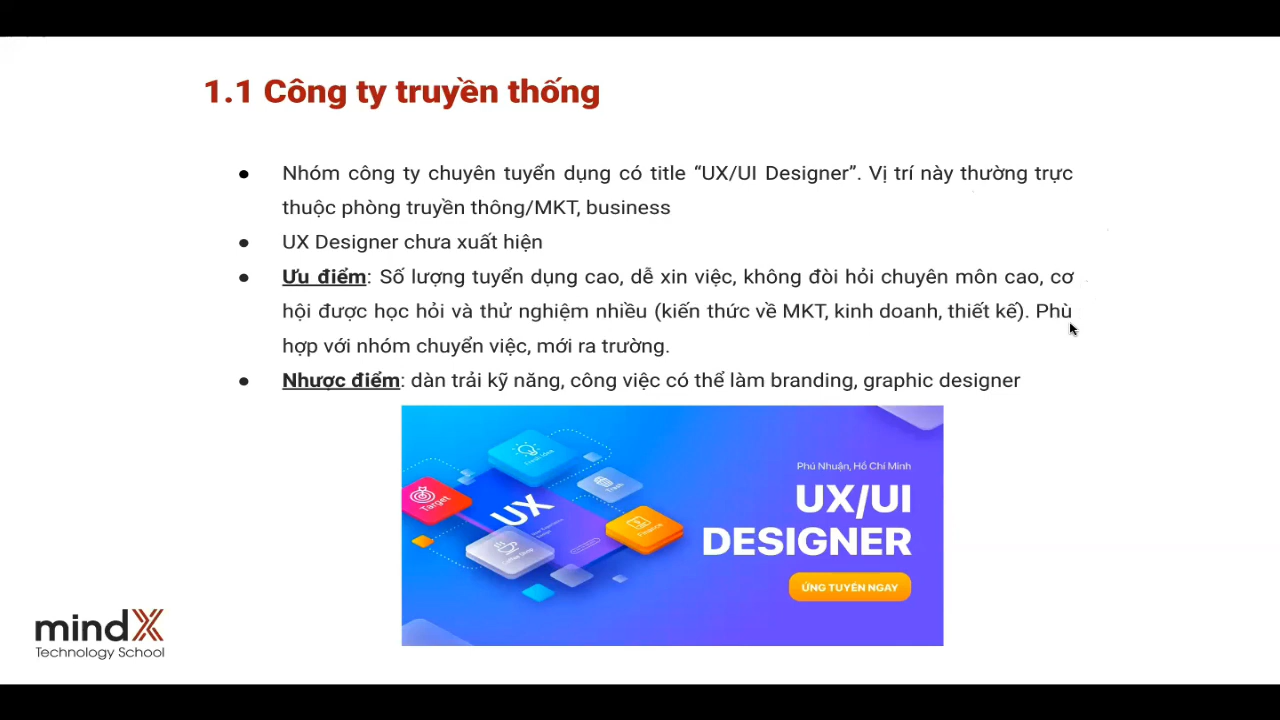 1.1 Công ty truyền thống
● Nhóm công ty chuyên tuyển dụng có title “UX/UI Designer”. Vị trí này thường trực
thuộc phòng truyền thông/MKT, business
● UX Designer chưa xuất hiện
● Ưu điểm: Số lượng tuyển dụng cao, dễ xin việc, không đòi hỏi chuyên môn cao, cơ
hội được học hỏi và thử nghiệm nhiều (kiến thức về MKT, kinh doanh, thiết kế). Phù
hợp với nhóm chuyển việc, mới ra trường.
● Nhược điểm: dàn trải kỹ năng, công việc có thể làm branding, graphic designer
Target
UX
Finance
Phú Nhuận, Hồ Chí Minh
UX/UI
DESIGNER
ỨNG TUYỂN NGAY
mindX
Technology School